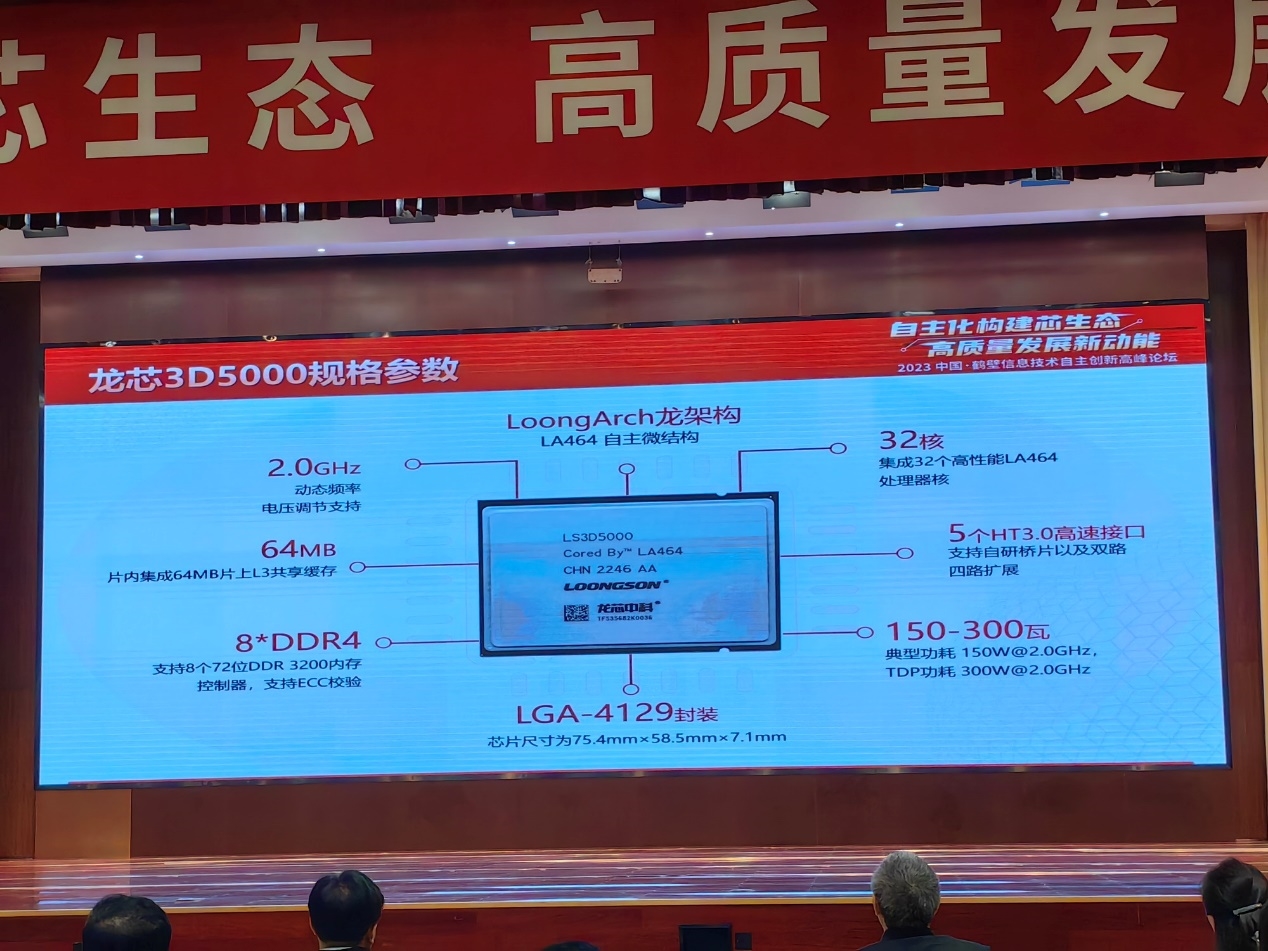 芯生态 高质量发展
自主化构建芯生态
高质量发展新动能
2023 中国·鹤壁信息技术自主创新高峰论坛
龙芯3D5000规格参数
LoongArch龙架构
LA464 自主微结构
2.0GHz
动态频率
电压调节支持
32核
集成32个高性能LA464
处理器核
64MB
片内集成64MB片上L3共享缓存
5个HT3.0高速接口
支持自研桥片以及双路
四路扩展
8*DDR4
支持8个72位DDR 3200内存
控制器，支持ECC校验
150-300瓦
典型功耗 150W@2.0GHz，
TDP功耗 300W@2.0GHz
LS3D5000
Cored By™ LA464
CHN 2246 AA
LOONGSON®
龙芯中科®
TF535682K0036
LGA-4129封装
芯片尺寸为75.4mm×58.5mm×7.1mm